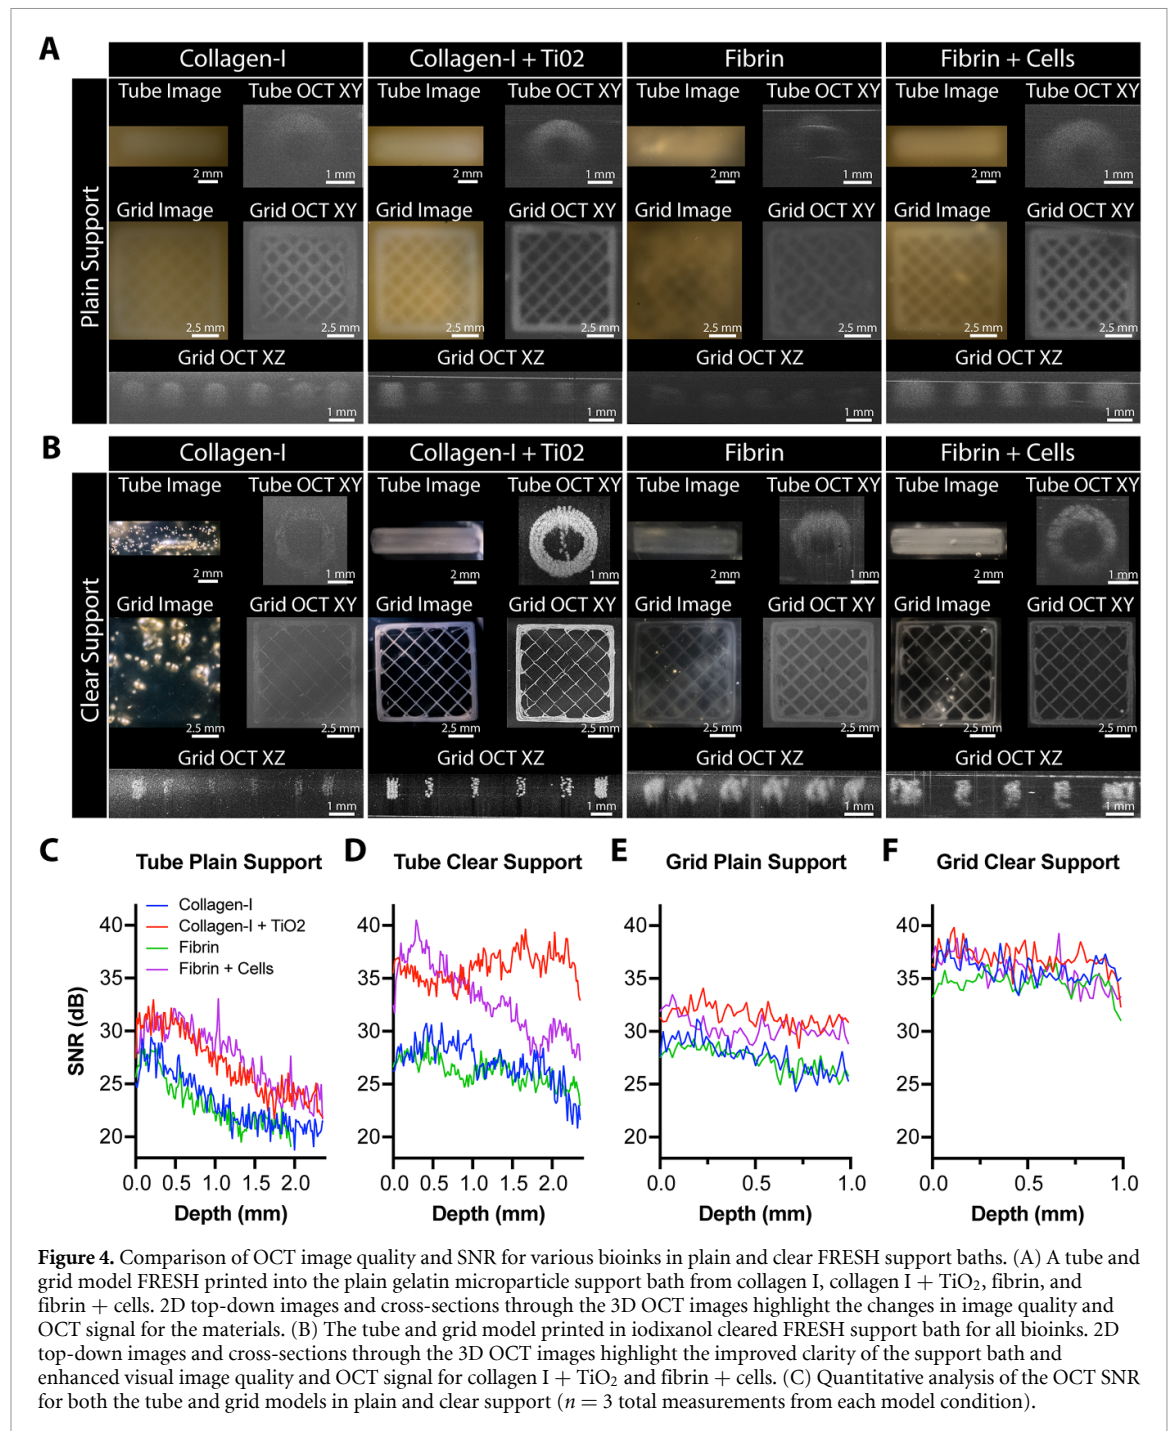 A
Collagen-I
Collagen-I + Ti02
Fibrin
Fibrin + Cells
Plain Support
Tube Image
Tube OCT XY
Tube Image
Tube OCT XY
Tube Image
Tube OCT XY
Tube Image
Tube OCT XY
2 mm
1 mm
2 mm
1 mm
2 mm
1 mm
2 mm
1 mm
Grid Image
Grid OCT XY
Grid Image
Grid OCT XY
Grid Image
Grid OCT XY
Grid Image
Grid OCT XY
2.5 mm
2.5 mm
2.5 mm
2.5 mm
2.5 mm
2.5 mm
2.5 mm
2.5 mm
Grid OCT XZ
Grid OCT XZ
Grid OCT XZ
Grid OCT XZ
1 mm
1 mm
1 mm
1 mm
B
Collagen-I
Collagen-I + Ti02
Fibrin
Fibrin + Cells
Clear Support
Tube Image
Tube OCT XY
Tube Image
Tube OCT XY
Tube Image
Tube OCT XY
Tube Image
Tube OCT XY
2 mm
1 mm
2 mm
1 mm
2 mm
1 mm
2 mm
1 mm
Grid Image
Grid OCT XY
Grid Image
Grid OCT XY
Grid Image
Grid OCT XY
Grid Image
Grid OCT XY
2.5 mm
2.5 mm
2.5 mm
2.5 mm
2.5 mm
2.5 mm
2.5 mm
2.5 mm
Grid OCT XZ
Grid OCT XZ
Grid OCT XZ
Grid OCT XZ
1 mm
1 mm
1 mm
1 mm
C
Tube Plain Support
Collagen-I
Collagen-I + TiO2
Fibrin
Fibrin + Cells
SNR (dB)
40
35
30
25
20
0.0 0.5 1.0 1.5 2.0
Depth (mm)
D
Tube Clear Support
40
35
30
25
20
0.0 0.5 1.0 1.5 2.0
Depth (mm)
E
Grid Plain Support
40
35
30
25
20
0.0 0.5 1.0
Depth (mm)
F
Grid Clear Support
40
35
30
25
20
0.0 0.5 1.0
Depth (mm)
Figure 4. Comparison of OCT image quality and SNR for various bioinks in plain and clear FRESH support baths. (A) A tube and
grid model FRESH printed into the plain gelatin microparticle support bath from collagen I, collagen I + TiO₂, fibrin, and
fibrin + cells. 2D top-down images and cross-sections through the 3D OCT images highlight the changes in image quality and
OCT signal for the materials. (B) The tube and grid model printed in iodixanol cleared FRESH support bath for all bioinks. 2D
top-down images and cross-sections through the 3D OCT images highlight the improved clarity of the support bath and
enhanced visual image quality and OCT signal for collagen I + TiO₂ and fibrin + cells. (C) Quantitative analysis of the OCT SNR
for both the tube and grid models in plain and clear support (n = 3 total measurements from each model condition).